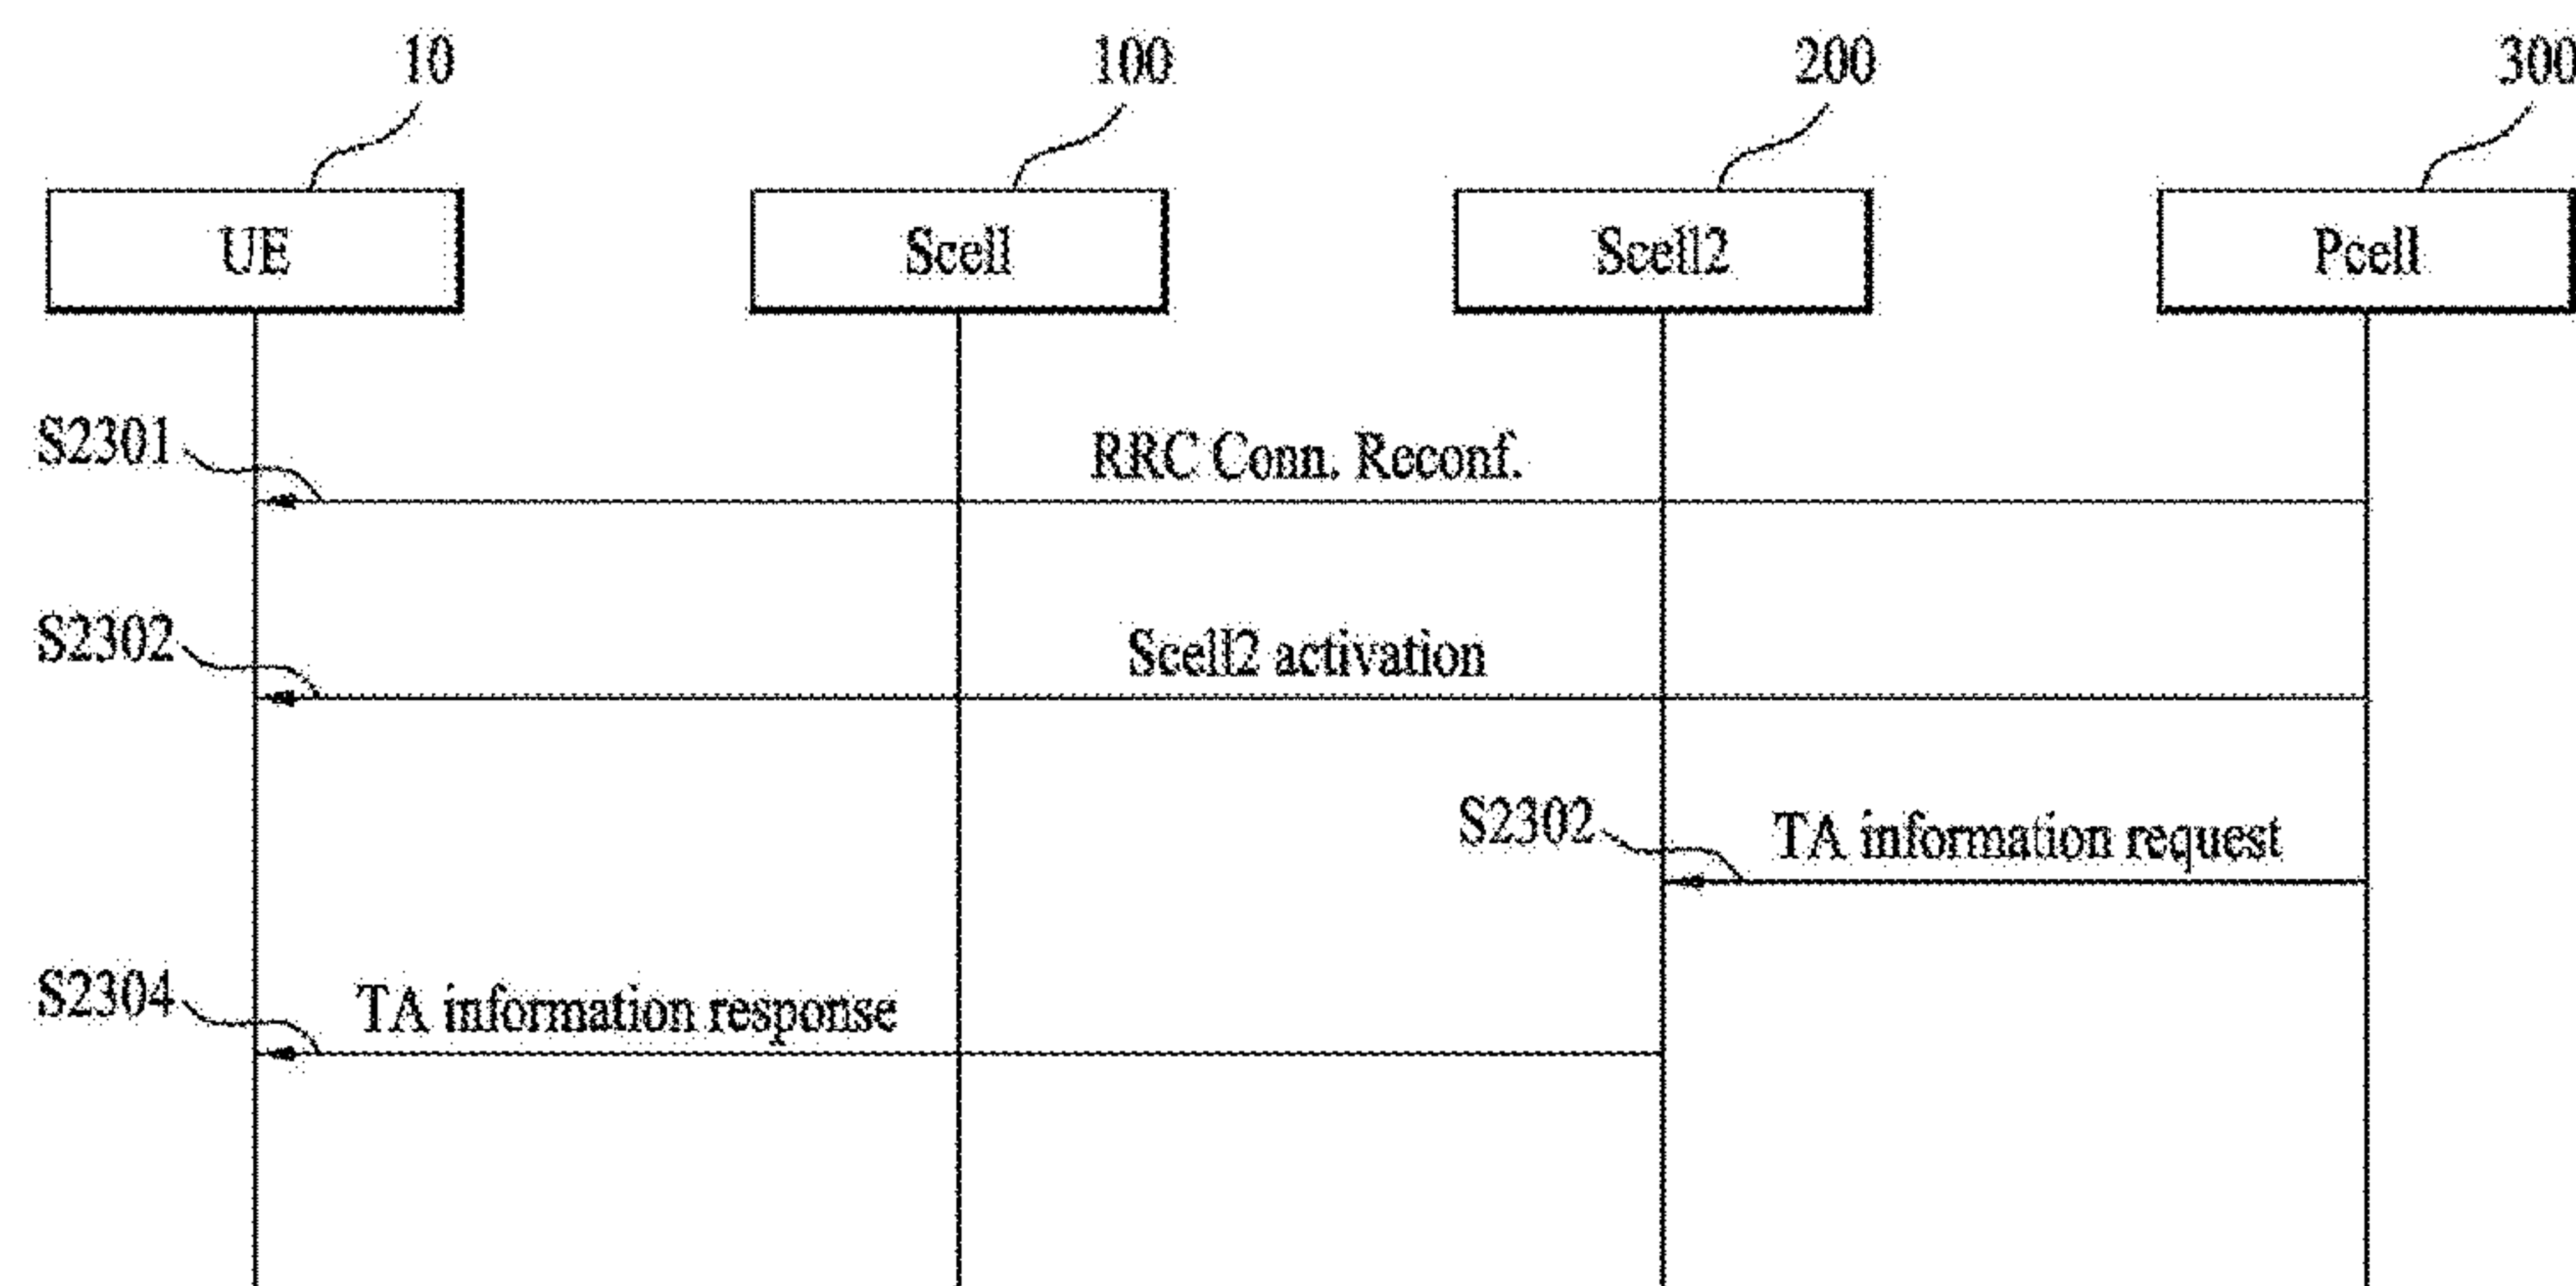 10
100
200
300
UE
Scell
Scell2
Pcell
S2301
RRC Conn. Reconf.
S2302
Scell2 activation
S2302
TA information request
S2304
TA information response